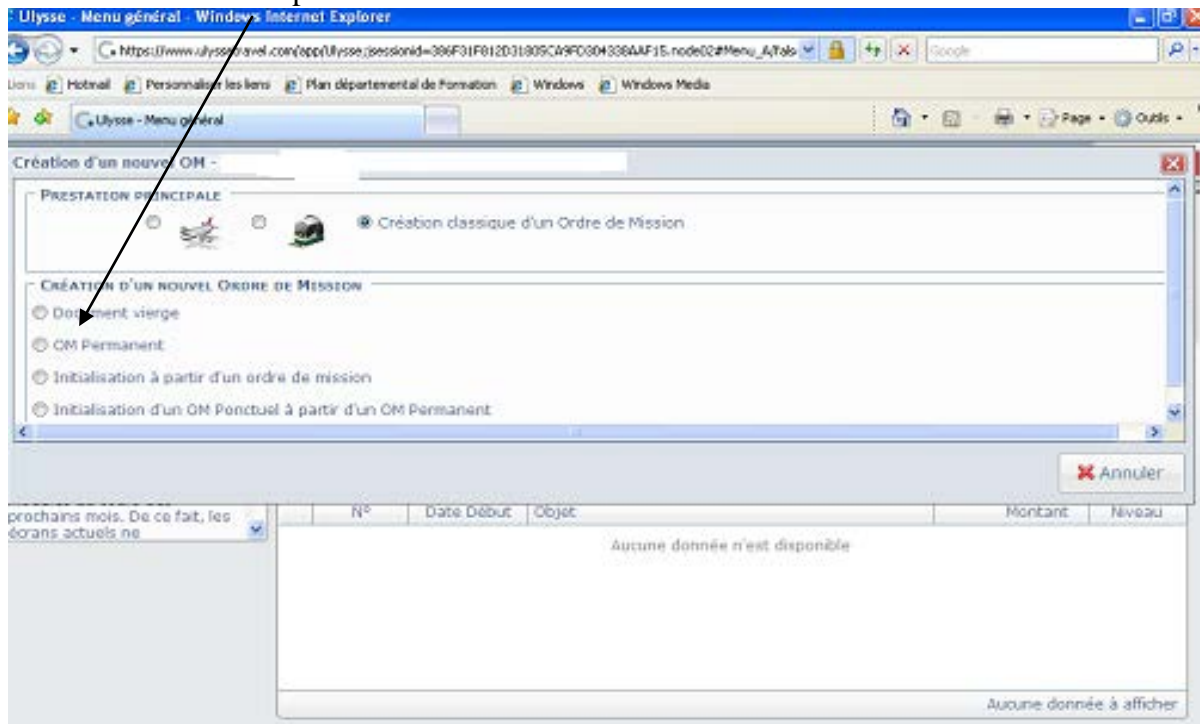 Ulysse - Menu général - Windows Internet Explorer
Google
Hotmail Personnaliser les liens Plan départemental de Formation Windows Windows Media
Ulysse - Menu général Page Outils
Création d'un nouvel OM -
PRESTATION PRINCIPALE
Création classique d'un Ordre de Mission
CRÉATION D'UN NOUVEL ORDRE DE MISSION
Document vierge
OM Permanent
Initialisation à partir d'un ordre de mission
Initialisation d'un OM Ponctuel à partir d'un OM Permanent
Annuler
prochains mois. De ce fait, les
écrans actuels ne
N° Date Début Objet Montant Niveau
Aucune donnée n'est disponible
Aucune donnée à afficher